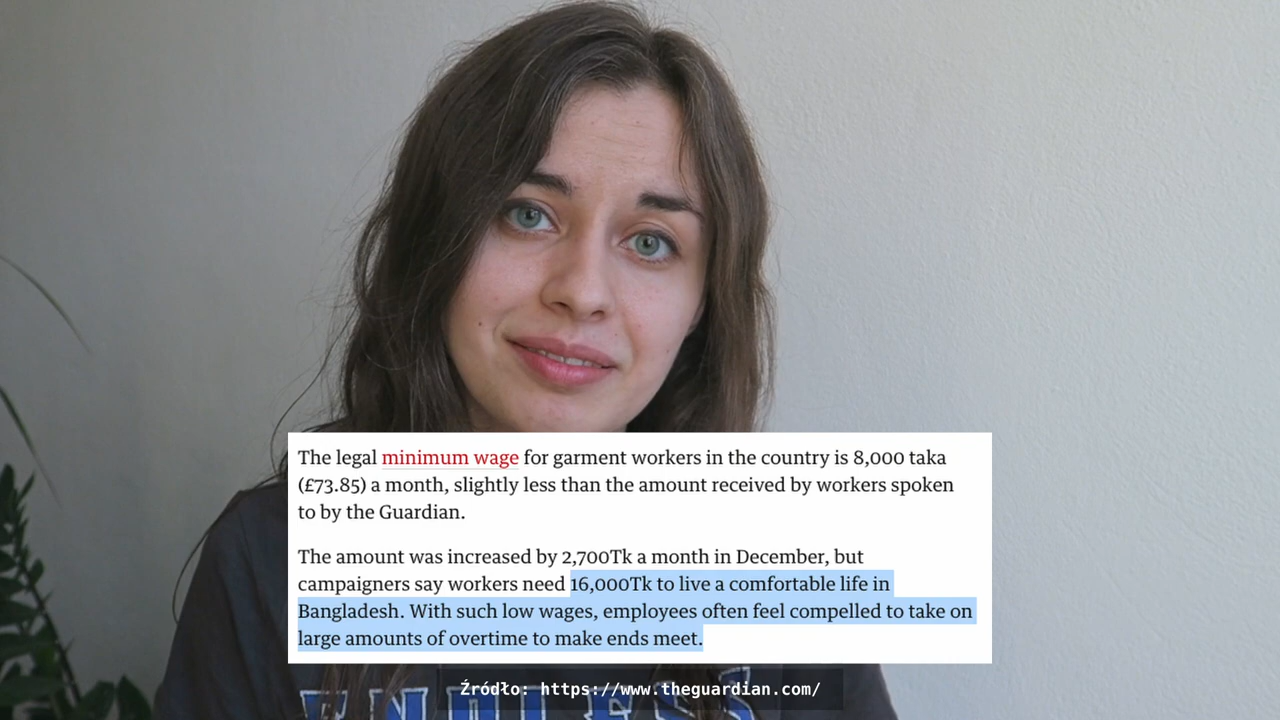 The legal minimum wage for garment workers in the country is 8,000 taka
(£73.85) a month, slightly less than the amount received by workers spoken
to by the Guardian.
The amount was increased by 2,700Tk a month in December, but
campaigners say workers need 16,000Tk to live a comfortable life in
Bangladesh. With such low wages, employees often feel compelled to take on
large amounts of overtime to make ends meet.
Źródło: https://www.theguardian.com/
ENDLESS